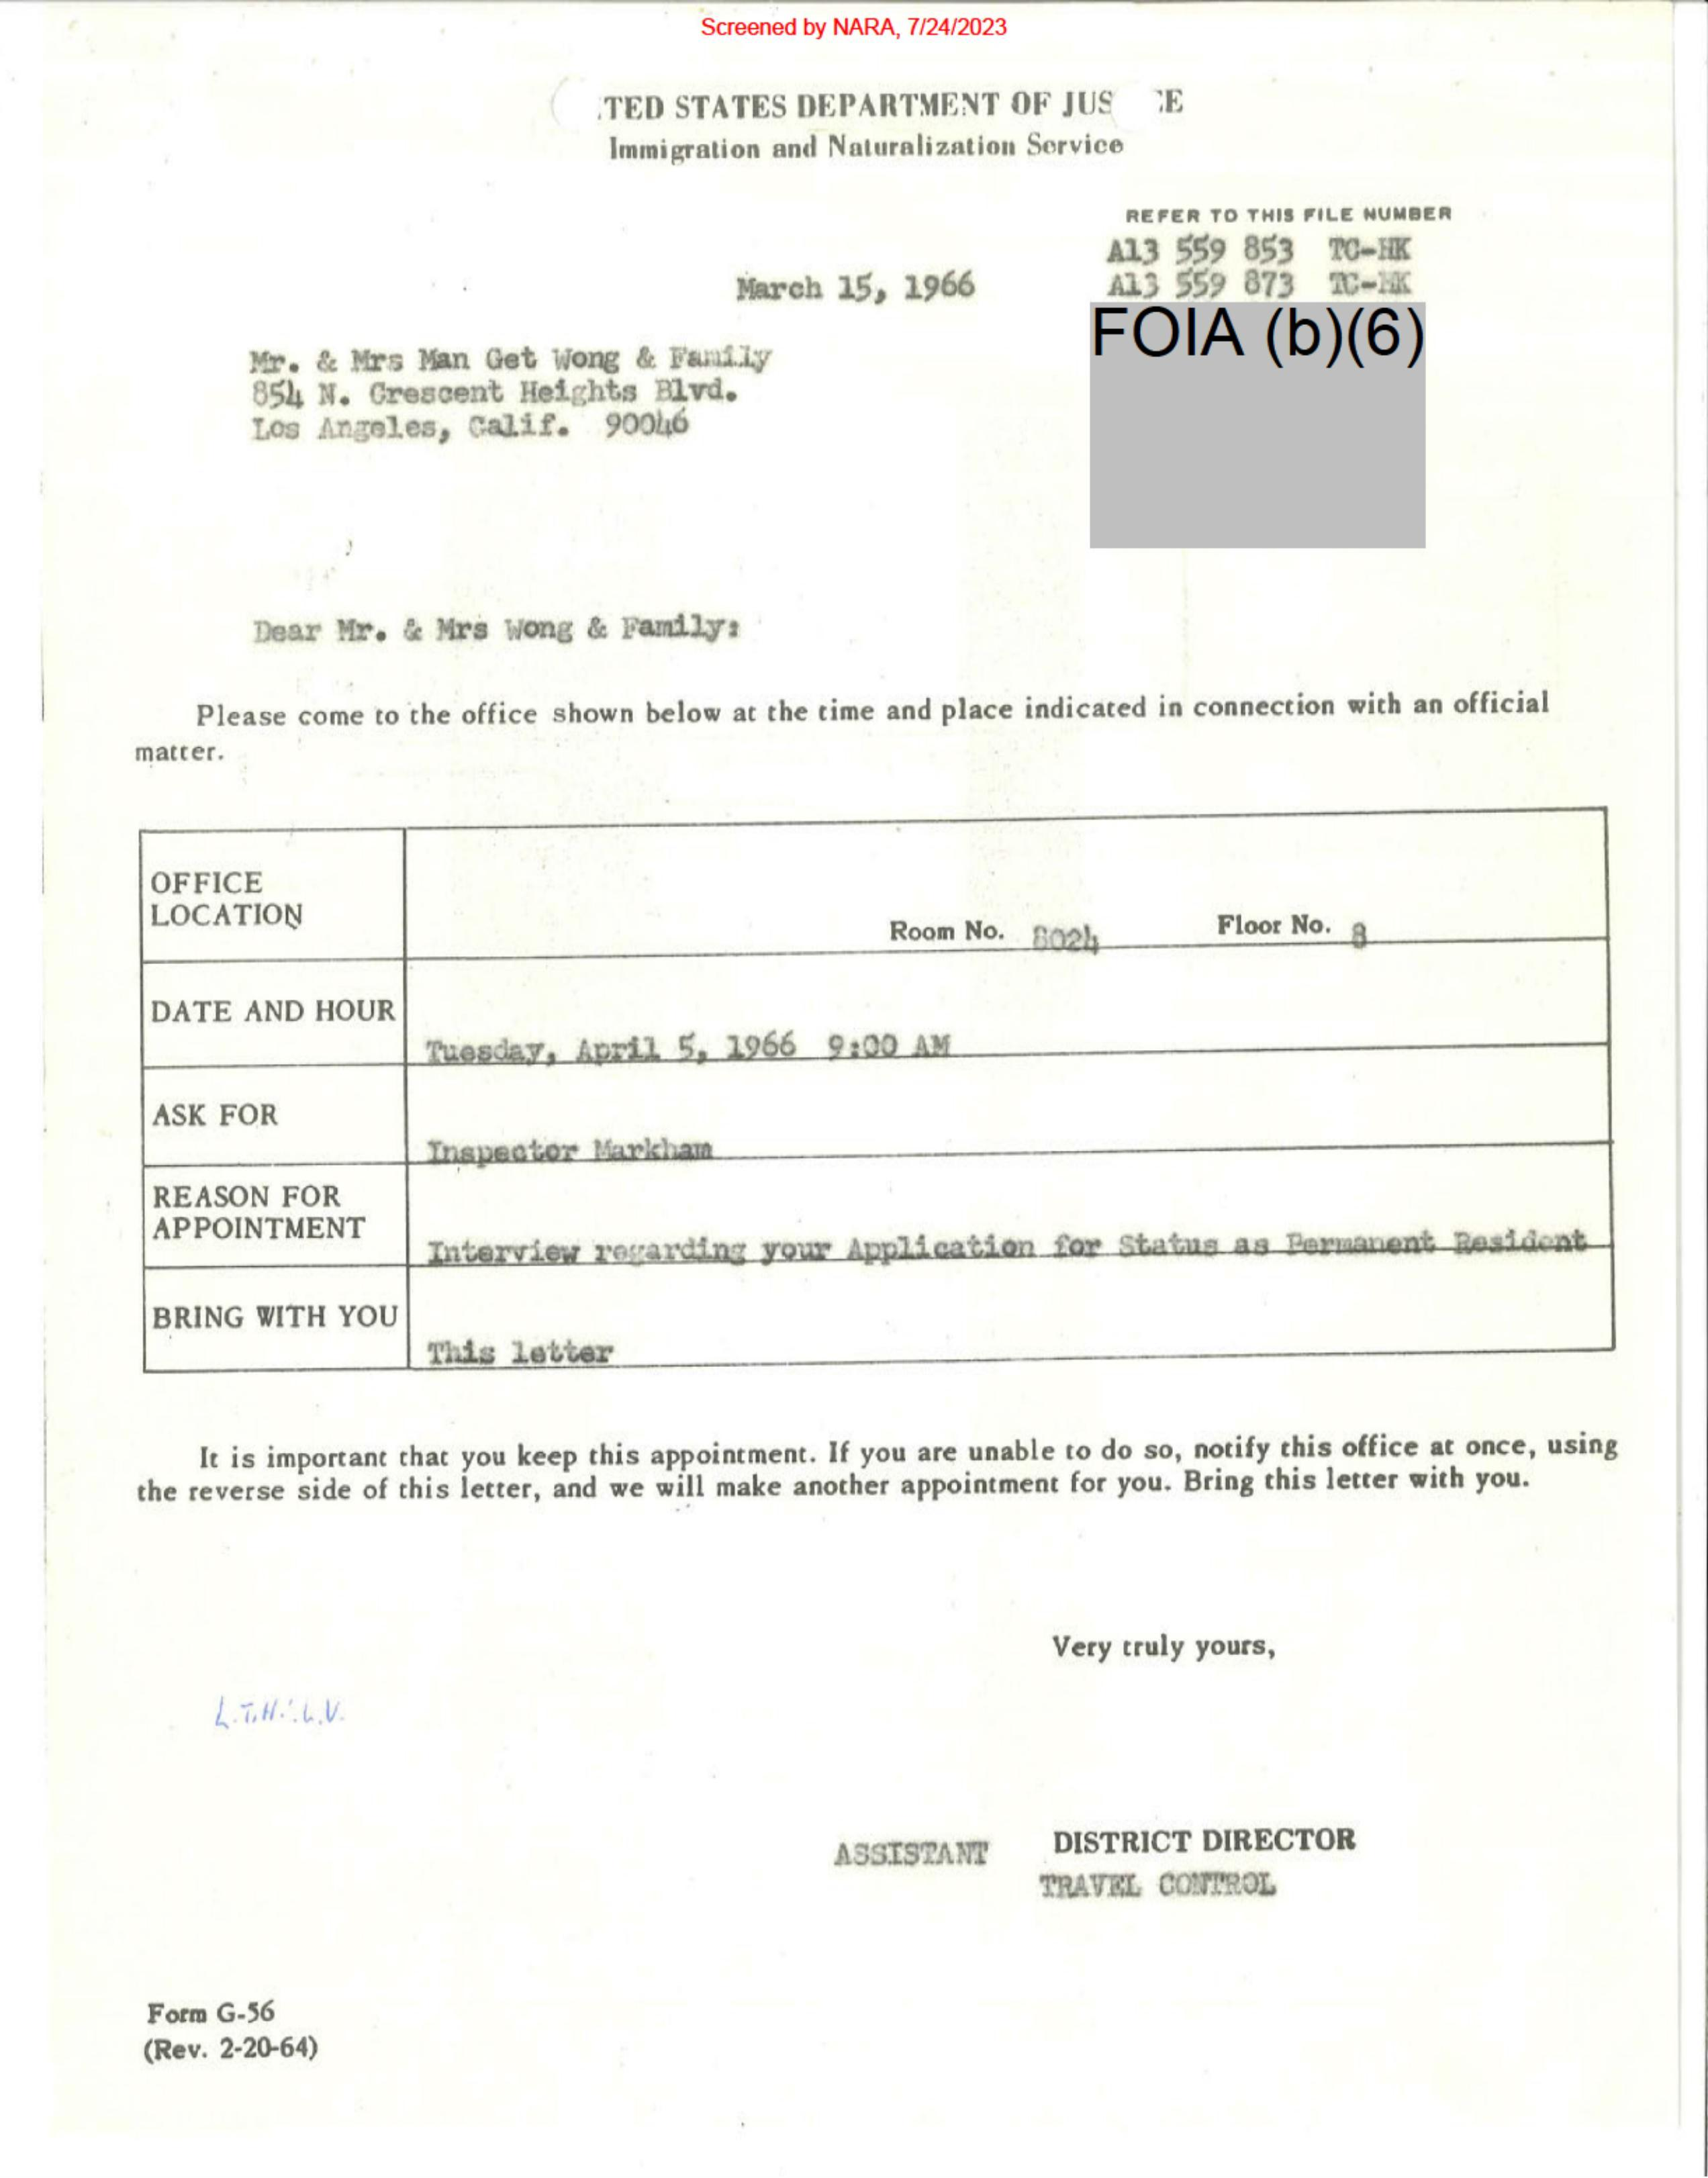 Screened by NARA, 7/24/2023
TED STATES DEPARTMENT OF JUS E
Immigration and Naturalization Service
REFER TO THIS FILE NUMBER
A13 559 853 TC-HK
A13 559 873 TC-HK
March 15, 1966
FOIA (b)(6)
Mr. & Mrs Man Get Wong & Family
854 N. Crescent Heights Blvd.
Los Angeles, Calif. 90046
Dear Mr. & Mrs Wong & Family:
Please come to the office shown below at the time and place indicated in connection with an official
matter.
OFFICE
LOCATION
Room No. 8024 Floor No. 8
DATE AND HOUR
Tuesday, April 5, 1966 9:00 AM
ASK FOR
Inspector Markham
REASON FOR
APPOINTMENT
Interview regarding your Application for Status as Permanent Resident
BRING WITH YOU
This letter
It is important that you keep this appointment. If you are unable to do so, notify this office at once, using
the reverse side of this letter, and we will make another appointment for you. Bring this letter with you.
Very truly yours,
ASSISTANT DISTRICT DIRECTOR
TRAVEL CONTROL
Form G-56
(Rev. 2-20-64)